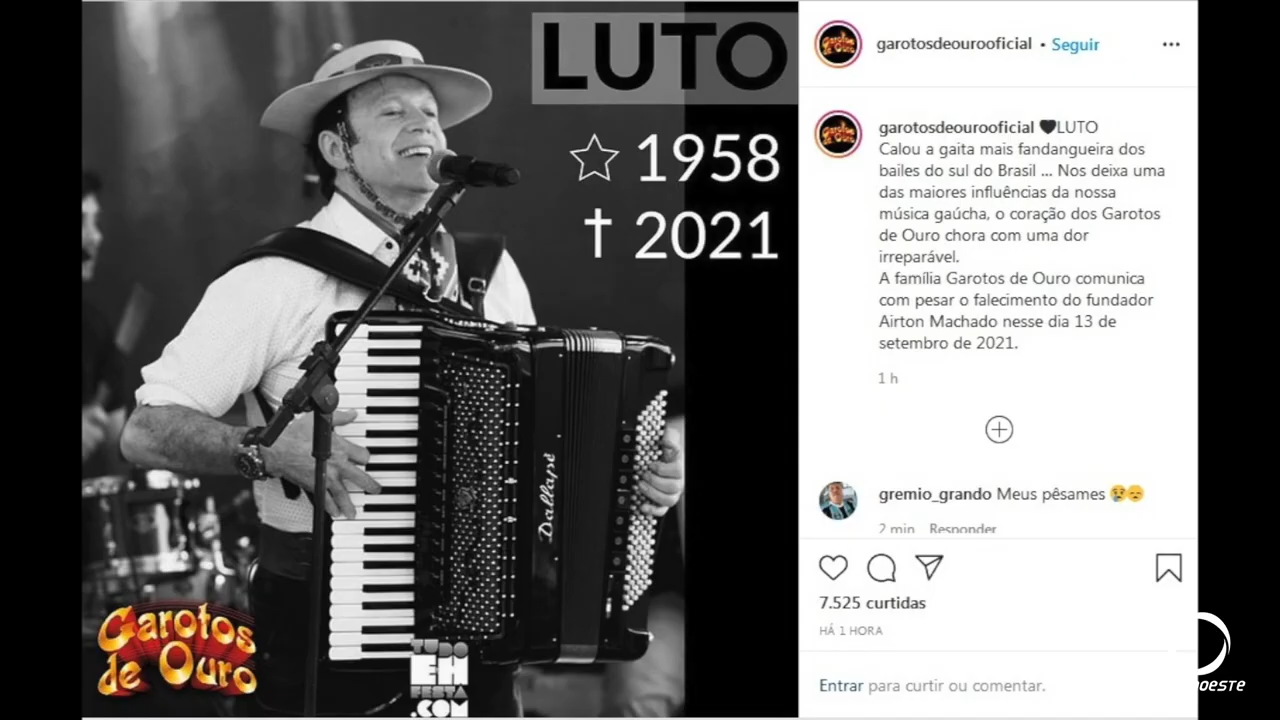 LUTO
1958
2021
Dallapé
Garotos
de Ouro
TUDO
EH
FESTA
.COM
garotosdeourooficial • Seguir
garotosdeourooficial 🖤LUTO
Calou a gaita mais fandangueira dos
bailes do sul do Brasil ... Nos deixa uma
das maiores influências da nossa
música gaúcha, o coração dos Garotos
de Ouro chora com uma dor
irreparável.
A família Garotos de Ouro comunica
com pesar o falecimento do fundador
Airton Machado nesse dia 13 de
setembro de 2021.
1 h
gremio_grando Meus pêsames 😢😞
2 min Responder
7.525 curtidas
HÁ 1 HORA
Entrar para curtir ou comentar.